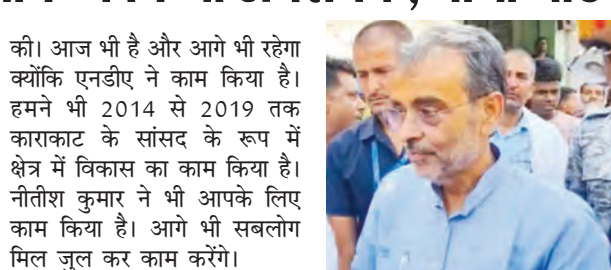 की। आज भी है और आगे भी रहेगा
क्योंकि एनडीए ने काम किया है।
हमने भी 2014 से 2019 तक
काराकाट के सांसद के रूप में
क्षेत्र में विकास का काम किया है।
नीतीश कुमार ने भी आपके लिए
काम किया है। आगे भी सबलोग
मिल जुल कर काम करेंगे।